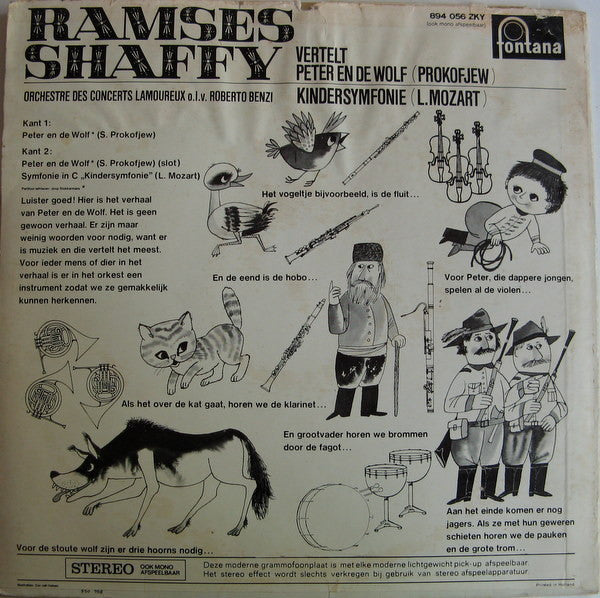 RAMSES
SHAFFY
VERTELT
PETER EN DE WOLF (PROKOFJEW)
KINDERSYMFONIE (L. MOZART)
894 056 ZKY
(ook mono afspeelbaar)
fontana
ORCHESTRE DES CONCERTS LAMOUREUX o.l.v. ROBERTO BENZI
Kant 1:
Peter en de Wolf* (S. Prokofjew)
Kant 2:
Peter en de Wolf* (S. Prokofjew) (slot)
Symfonie in C „Kindersymfonie” (L. Mozart)
Luister goed! Hier is het verhaal
van Peter en de Wolf. Het is geen
gewoon verhaal. Er zijn maar
weinig woorden voor nodig, want er
is muziek en die vertelt het meest.
Voor ieder mens of dier in het
verhaal is er in het orkest een
instrument zodat we ze gemakkelijk
kunnen herkennen.
Het vogeltje bijvoorbeeld, is de fluit...
En de eend is de hobo...
Voor Peter, die dappere jongen,
spelen al de violen...
Als het over de kat gaat, horen we de klarinet...
En grootvader horen we brommen
door de fagot...
Aan het einde komen er nog
jagers. Als ze met hun geweren
schieten horen we de pauken
en de grote trom...
Voor de stoute wolf zijn er drie hoorns nodig...
STEREO OOK MONO
AFSPEELBAAR
Deze moderne grammofoonplaat is met elke moderne lichtgewicht pick-up afspeelbaar.
Het stereo effect wordt slechts verkregen bij gebruik van stereo afspeelapparatuur.
Printed in Holland